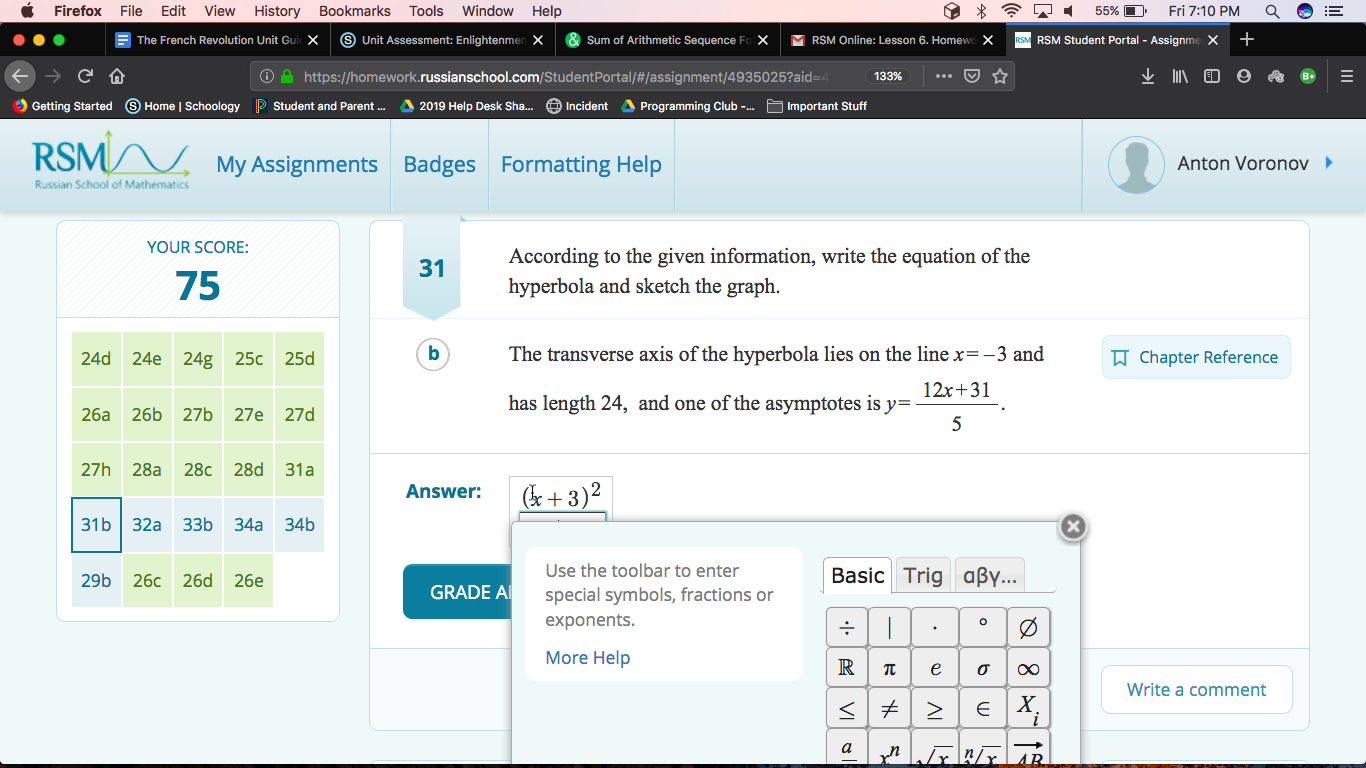 Firefox File Edit View History Bookmarks Tools Window Help 55% Fri 7:10 PM
The French Revolution Unit Gui
Unit Assessment: Enlightenmen
Sum of Arithmetic Sequence Fo
RSM Online: Lesson 6. Homewo
RSM RSM Student Portal - Assignme
https://homework.russianschool.com/StudentPortal/#/assignment/4935025?aid=4 133%
Getting Started Home | Schoology Student and Parent ... 2019 Help Desk Sha... Incident Programming Club -... Important Stuff
RSM
Russian School of Mathematics
My Assignments Badges Formatting Help Anton Voronov
YOUR SCORE:
75
24d 24e 24g 25c 25d
26a 26b 27b 27e 27d
27h 28a 28c 28d 31a
31b 32a 33b 34a 34b
29b 26c 26d 26e
31
According to the given information, write the equation of the
hyperbola and sketch the graph.
b
The transverse axis of the hyperbola lies on the line x=−3 and
has length 24, and one of the asymptotes is y= 12x+31 / 5 .
Chapter Reference
Answer: (x + 3)²
GRADE A
Use the toolbar to enter
special symbols, fractions or
exponents.
More Help
Basic Trig αβγ...
÷ | · ° ∅
ℝ π e σ ∞
≤ ≠ ≥ ∈ Xi
a xⁿ √x ⁿ√x AB
Write a comment